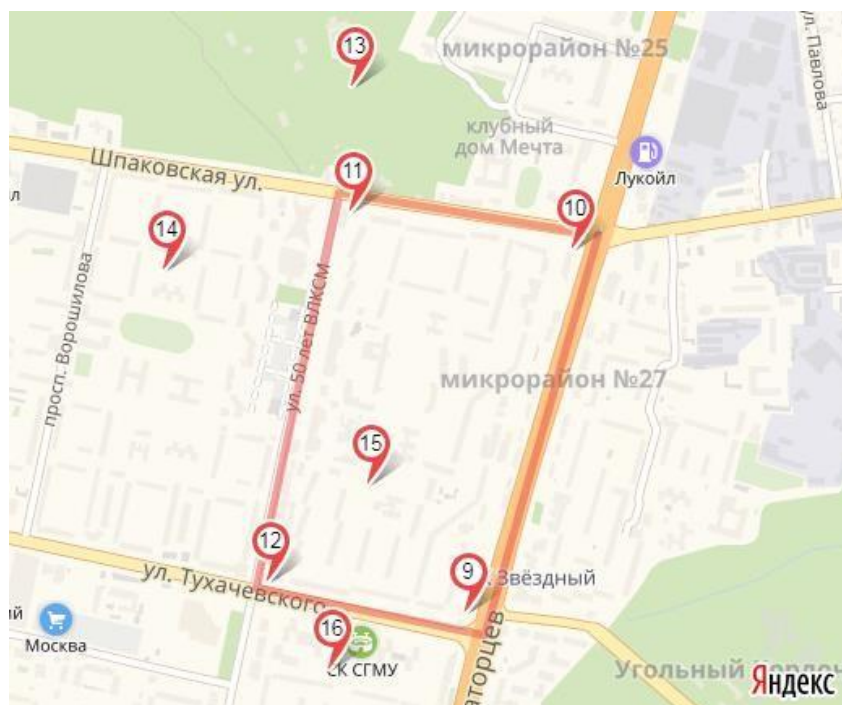 13
микрорайон №25
ул. Павлова
клубный
дом Мечта
Лукойл
Шпаковская ул.
11
10
14
просп. Ворошилова
ул. 50 лет ВЛКСМ
микрорайон №27
15
12
9
Звёздный
ул. Тухачевского
16
Москва
СК СГМУ
Угольный
Яндекс